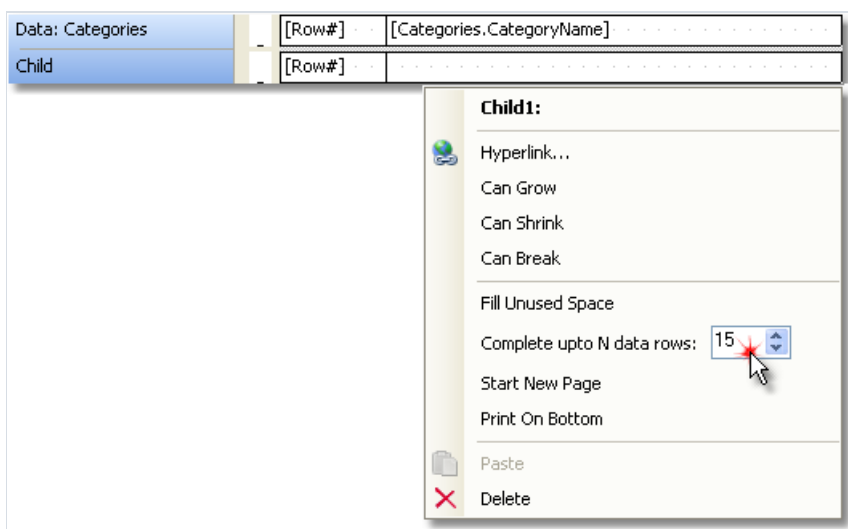 Data: Categories [Row#] [Categories.CategoryName]
Child [Row#]
Child1:
Hyperlink...
Can Grow
Can Shrink
Can Break
Fill Unused Space
Complete upto N data rows: 15
Start New Page
Print On Bottom
Paste
Delete